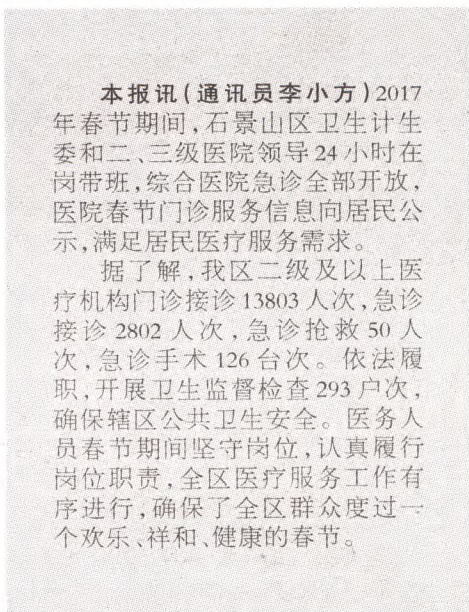 本报讯(通讯员李小方)2017
年春节期间,石景山区卫生计生
委和二、三级医院领导24小时在
岗带班,综合医院急诊全部开放,
医院春节门诊服务信息向居民公
示,满足居民医疗服务需求。
据了解,我区二级及以上医
疗机构门诊接诊13803人次,急诊
接诊2802人次,急诊抢救50人
次,急诊手术126台次。依法履
职,开展卫生监督检查293户次,
确保辖区公共卫生安全。医务人
员春节期间坚守岗位,认真履行
岗位职责,全区医疗服务工作有
序进行,确保了全区群众度过一
个欢乐、祥和、健康的春节。